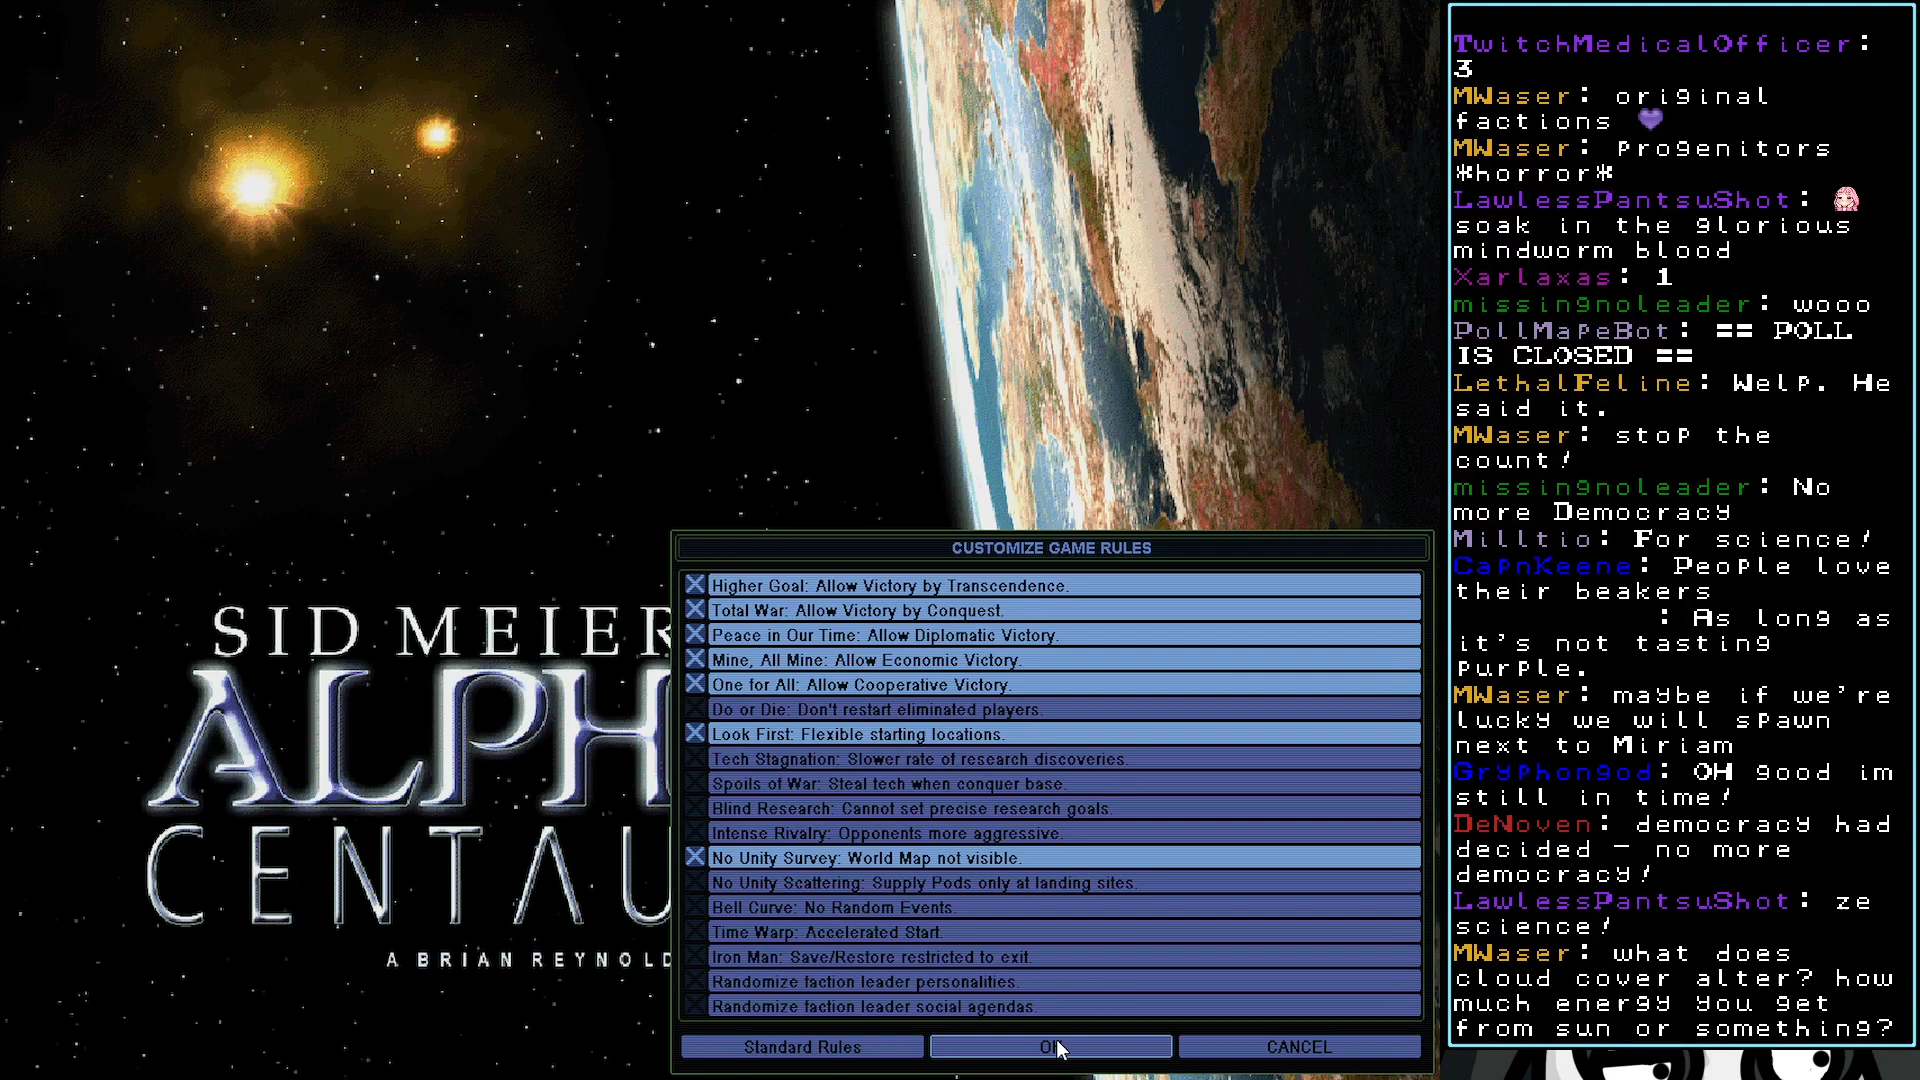 SID MEIER
ALPH
CENTAU
A BRIAN REYNOLD
CUSTOMIZE GAME RULES
Higher Goal: Allow Victory by Transcendence.
Total War: Allow Victory by Conquest.
Peace in Our Time: Allow Diplomatic Victory.
Mine, All Mine: Allow Economic Victory.
One for All: Allow Cooperative Victory.
Do or Die: Don't restart eliminated players.
Look First: Flexible starting locations.
Tech Stagnation: Slower rate of research discoveries.
Spoils of War: Steal tech when conquer base.
Blind Research: Cannot set precise research goals.
Intense Rivalry: Opponents more aggressive.
No Unity Survey: World Map not visible.
No Unity Scattering: Supply Pods only at landing sites.
Bell Curve: No Random Events.
Time Warp: Accelerated Start.
Iron Man: Save/Restore restricted to exit.
Randomize faction leader personalities.
Randomize faction leader social agendas.
Standard Rules
OK
CANCEL
TwitchMedicalOfficer:
3
MWaser: original
factions
MWaser: Progenitors
*horror*
LawlessPantsuShot:
soak in the glorious
mindworm blood
Xarlaxas: 1
missingnoleader: wooo
PollMapeBot: == POLL
IS CLOSED ==
LethalFeline: Welp. He
said it.
MWaser: stop the
count!
missingnoleader: No
more Democracy
Milltio: For science!
CapnKeene: People love
their beakers
: As long as
it's not tasting
purple.
MWaser: maybe if we're
lucky we will spawn
next to Miriam
Gryphongod: OH good im
still in time!
DeNoven: democracy had
decided - no more
democracy!
LawlessPantsuShot: ze
science!
MWaser: what does
cloud cover alter? how
much energy you get
from sun or something?